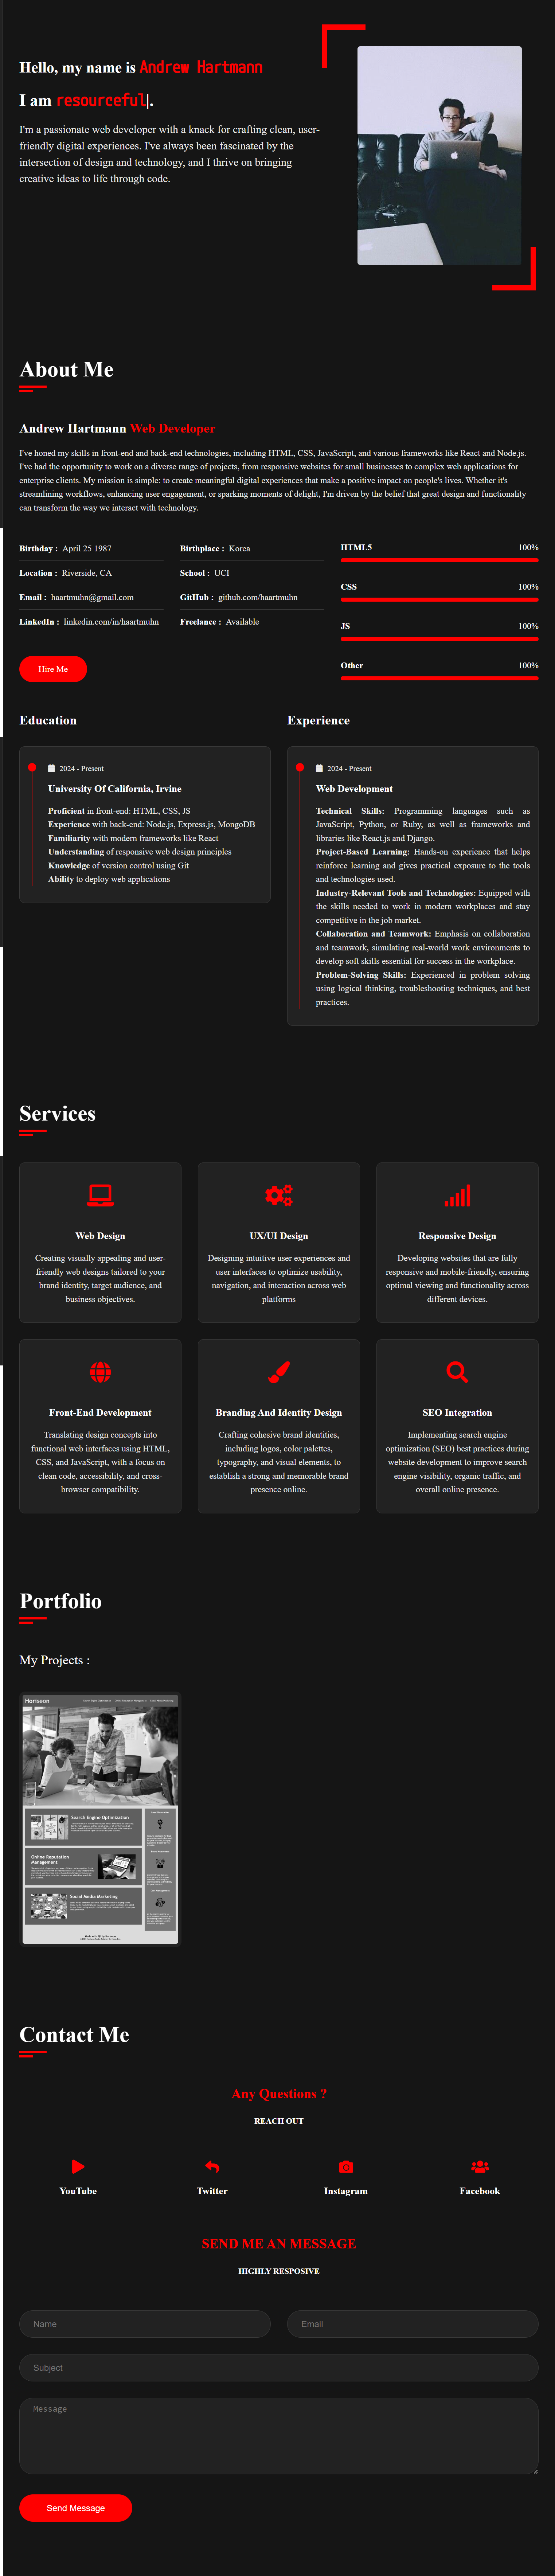 Hello, my name is Andrew Hartmann
I am resourceful|.
I'm a passionate web developer with a knack for crafting clean, user-
friendly digital experiences. I've always been fascinated by the
intersection of design and technology, and I thrive on bringing
creative ideas to life through code.
About Me
Andrew Hartmann Web Developer
I've honed my skills in front-end and back-end technologies, including HTML, CSS, JavaScript, and various frameworks like React and Node.js.
I've had the opportunity to work on a diverse range of projects, from responsive websites for small businesses to complex web applications for
enterprise clients. My mission is simple: to create meaningful digital experiences that make a positive impact on people's lives. Whether it's
streamlining workflows, enhancing user engagement, or sparking moments of delight, I'm driven by the belief that great design and functionality
can transform the way we interact with technology.
Birthday : April 25 1987
Birthplace : Korea
Location : Riverside, CA
School : UCI
Email : haartmuhn@gmail.com
GitHub : github.com/haartmuhn
LinkedIn : linkedin.com/in/haartmuhn
Freelance : Available
Hire Me
HTML5 100%
CSS 100%
JS 100%
Other 100%
Education
2024 - Present
University Of California, Irvine
Proficient in front-end: HTML, CSS, JS
Experience with back-end: Node.js, Express.js, MongoDB
Familiarity with modern frameworks like React
Understanding of responsive web design principles
Knowledge of version control using Git
Ability to deploy web applications
Experience
2024 - Present
Web Development
Technical Skills: Programming languages such as
JavaScript, Python, or Ruby, as well as frameworks and
libraries like React.js and Django.
Project-Based Learning: Hands-on experience that helps
reinforce learning and gives practical exposure to the tools
and technologies used.
Industry-Relevant Tools and Technologies: Equipped with
the skills needed to work in modern workplaces and stay
competitive in the job market.
Collaboration and Teamwork: Emphasis on collaboration
and teamwork, simulating real-world work environments to
develop soft skills essential for success in the workplace.
Problem-Solving Skills: Experienced in problem solving
using logical thinking, troubleshooting techniques, and best
practices.
Services
Web Design
Creating visually appealing and user-
friendly web designs tailored to your
brand identity, target audience, and
business objectives.
UX/UI Design
Designing intuitive user experiences and
user interfaces to optimize usability,
navigation, and interaction across web
platforms
Responsive Design
Developing websites that are fully
responsive and mobile-friendly, ensuring
optimal viewing and functionality across
different devices.
Front-End Development
Translating design concepts into
functional web interfaces using HTML,
CSS, and JavaScript, with a focus on
clean code, accessibility, and cross-
browser compatibility.
Branding And Identity Design
Crafting cohesive brand identities,
including logos, color palettes,
typography, and visual elements, to
establish a strong and memorable brand
presence online.
SEO Integration
Implementing search engine
optimization (SEO) best practices during
website development to improve search
engine visibility, organic traffic, and
overall online presence.
Portfolio
My Projects :
Horiseon
Search Engine Optimization
Online Reputation
Management
Social Media Marketing
Contact Me
Any Questions ?
REACH OUT
YouTube
Twitter
Instagram
Facebook
SEND ME AN MESSAGE
HIGHLY RESPOSIVE
Name
Email
Subject
Message
Send Message